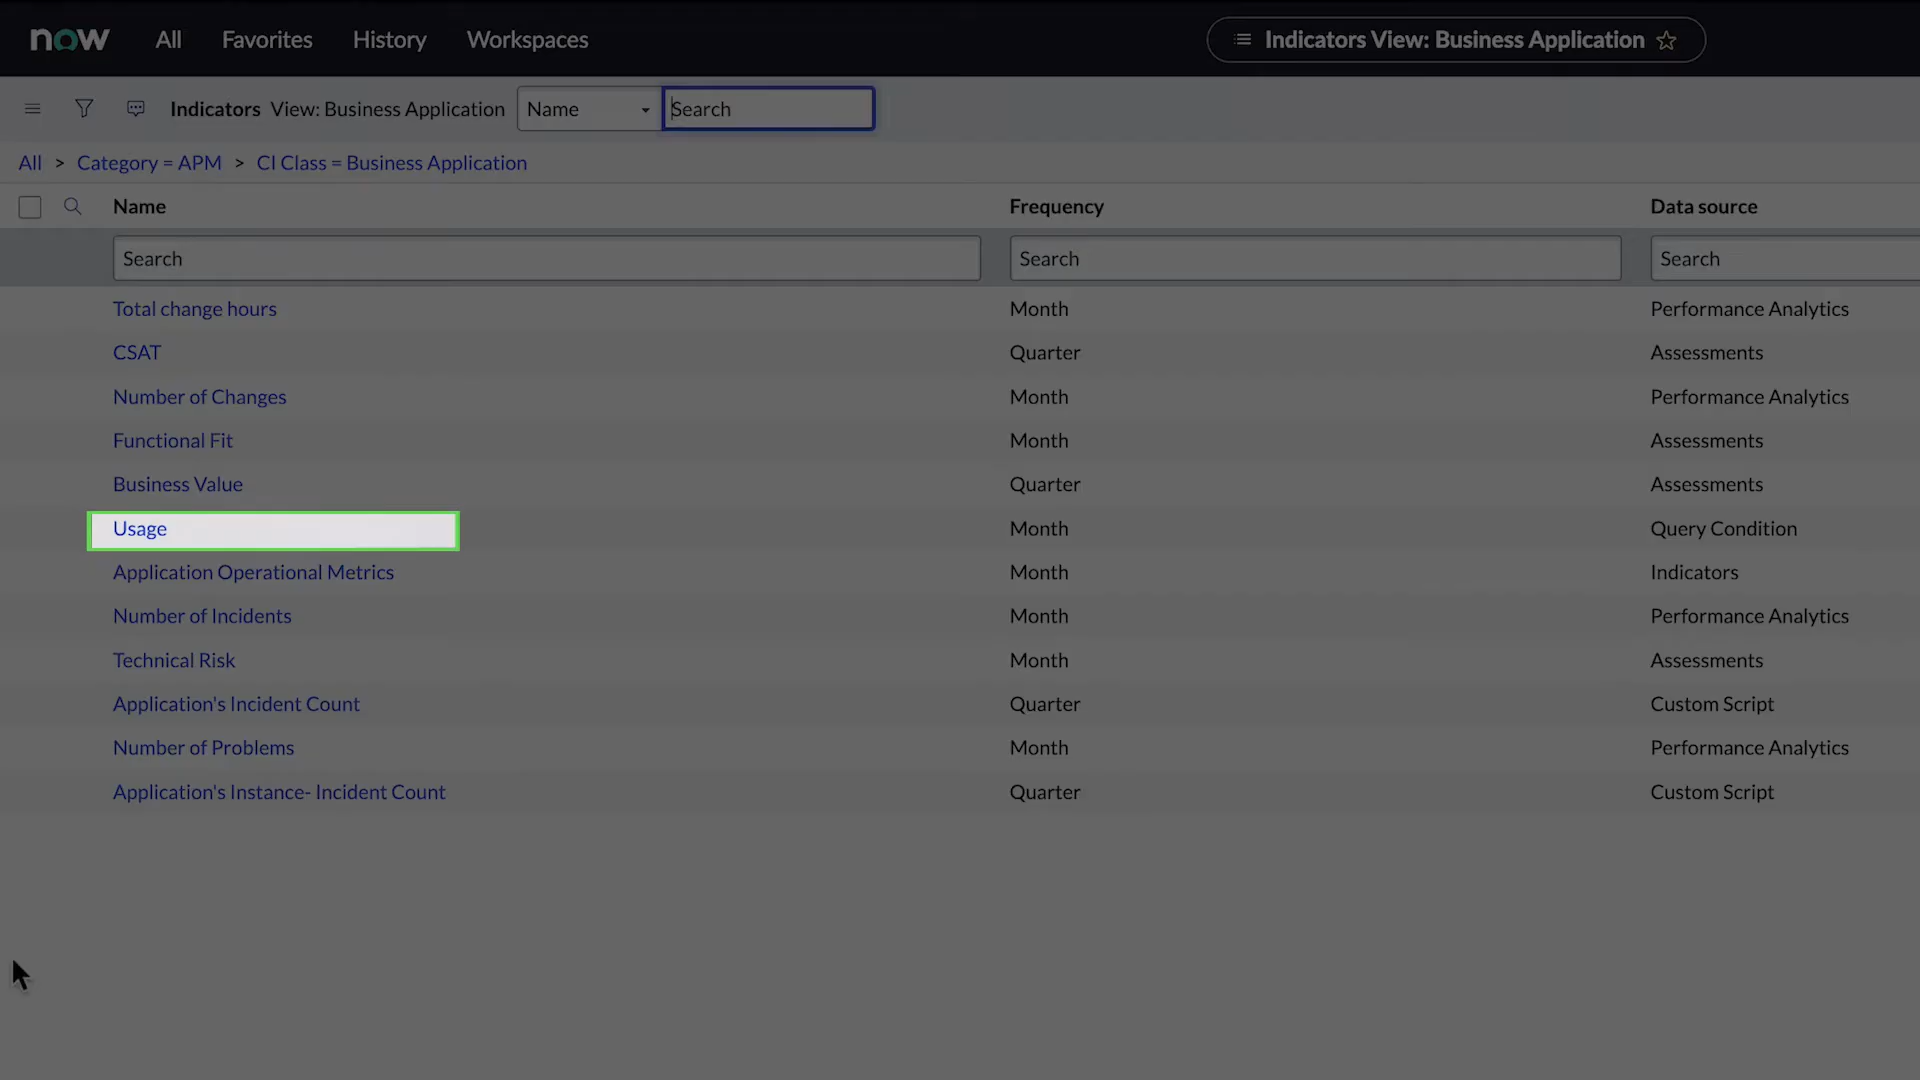 now All Favorites History Workspaces Indicators View: Business Application
Indicators View: Business Application Name Search
All > Category = APM > CI Class = Business Application
Name Frequency Data source
Search Search Search
Total change hours Month Performance Analytics
CSAT Quarter Assessments
Number of Changes Month Performance Analytics
Functional Fit Month Assessments
Business Value Quarter Assessments
Usage Month Query Condition
Application Operational Metrics Month Indicators
Number of Incidents Month Performance Analytics
Technical Risk Month Assessments
Application's Incident Count Quarter Custom Script
Number of Problems Month Performance Analytics
Application's Instance- Incident Count Quarter Custom Script